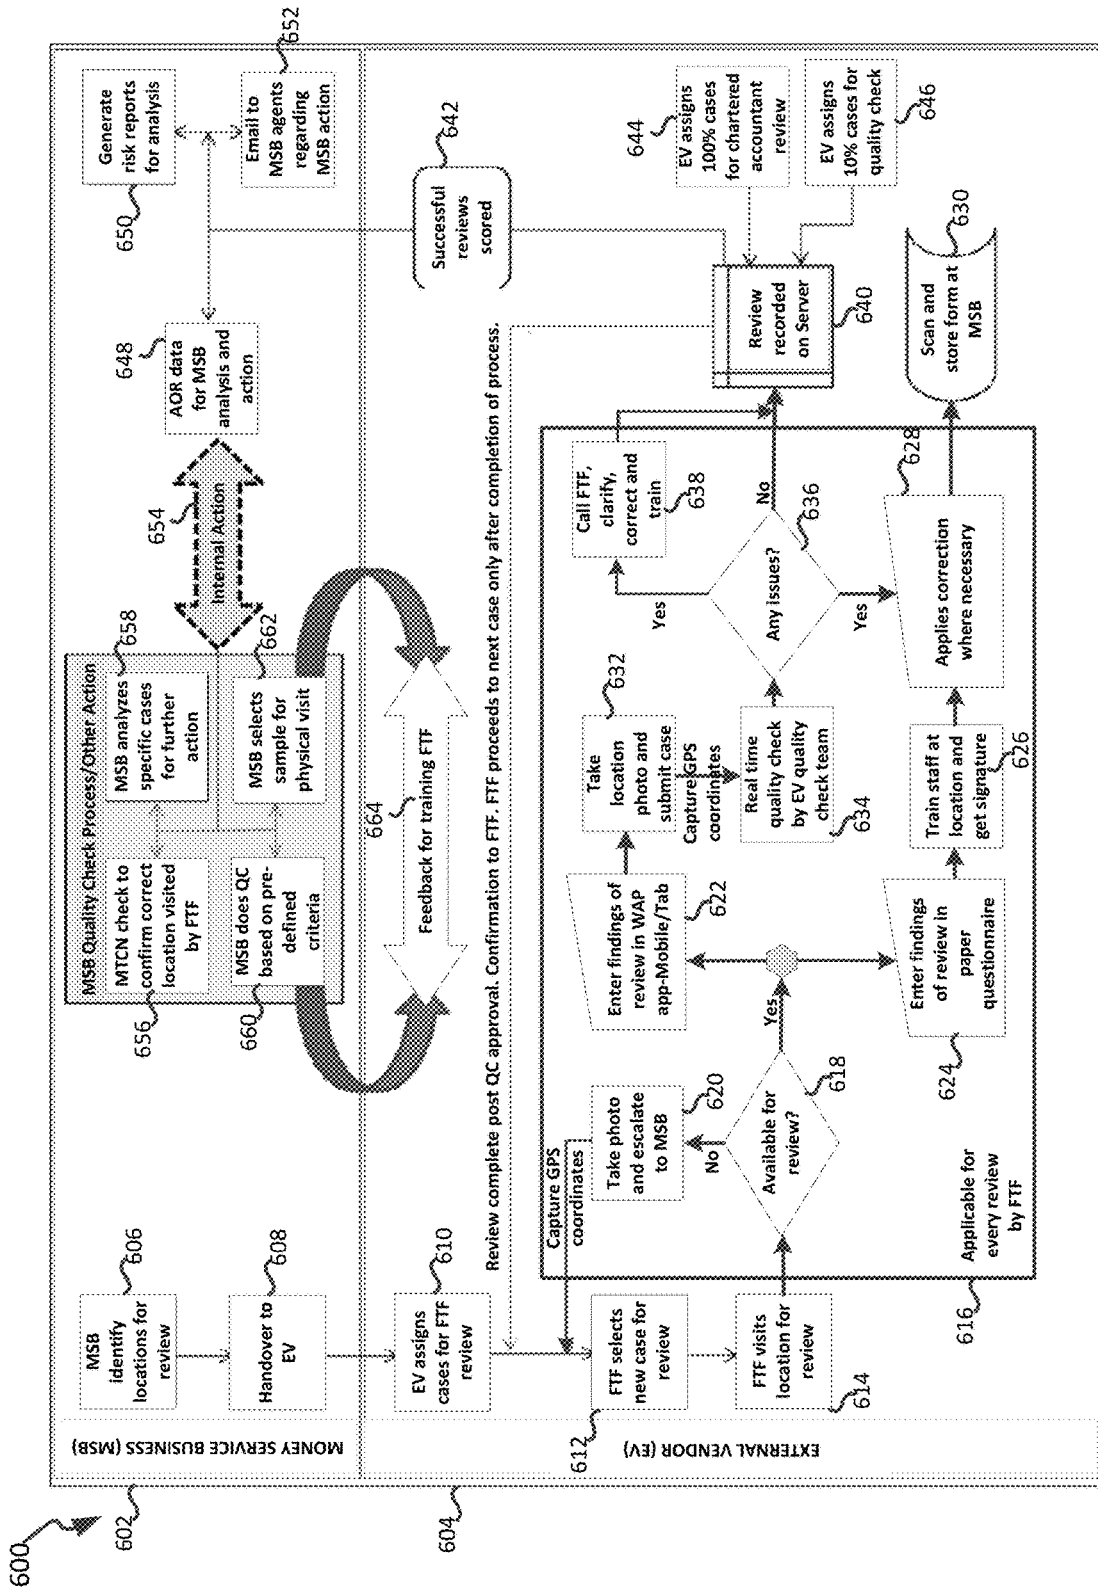 600
602
MONEY SERVICE BUSINESS (MSB)
606
MSB
identify
locations for
review
608
Handover to
EV
MSB Quality Check Process/Other Action
656
MTCN check to
confirm correct
location visited
by FTF
658
MSB analyzes
specific cases
for further
action
660
MSB does QC
based on pre-
defined
criteria
662
MSB selects
sample for
physical visit
654
Internal Action
648
AOR data
for MSB
analysis and
action
650
Generate
risk reports
for analysis
652
Email to
MSB agents
regarding
MSB action
604
EXTERNAL VENDOR (EV)
610
EV assigns
cases for FTF
review
664
Feedback for training FTF
642
Successful
reviews
scored
Review complete post QC approval. Confirmation to FTF. FTF proceeds to next case only after completion of process.
612
FTF selects
new case for
review
614
FTF visits
location for
review
616
Applicable for
every review
by FTF
Capture GPS
coordinates
620
Take photo
and escalate
to MSB
No
618
Available for
review?
Yes
622
Enter findings of
review in WAP
app-Mobile/Tab
624
Enter findings
of review in
paper
questionnaire
632
Take
location
photo and
submit case
Capture GPS
coordinates
634
Real time
quality check
by EV quality
check team
626
Train staff at
location and
get signature
636
Any issues?
Yes
Yes
No
638
Call FTF,
clarify,
correct and
train
628
Applies correction
where necessary
640
Review
recorded
on Server
644
EV assigns
100% cases
for chartered
accountant
review
646
EV assigns
10% cases for
quality check
630
Scan and
store form at
MSB